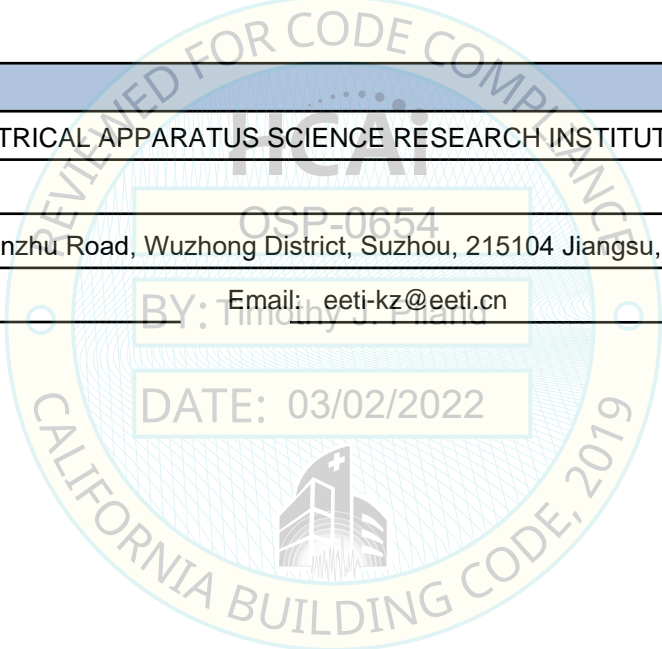 REVIEWED FOR CODE COMPLIANCE
HCAi
TRICAL APPARATUS SCIENCE RESEARCH INSTITUT
OSP-0654
nzhu Road, Wuzhong District, Suzhou, 215104 Jiangsu,
Email: eeti-kz@eeti.cn
BY: Timothy J. Piland
DATE: 03/02/2022
CALIFORNIA BUILDING CODE, 2019